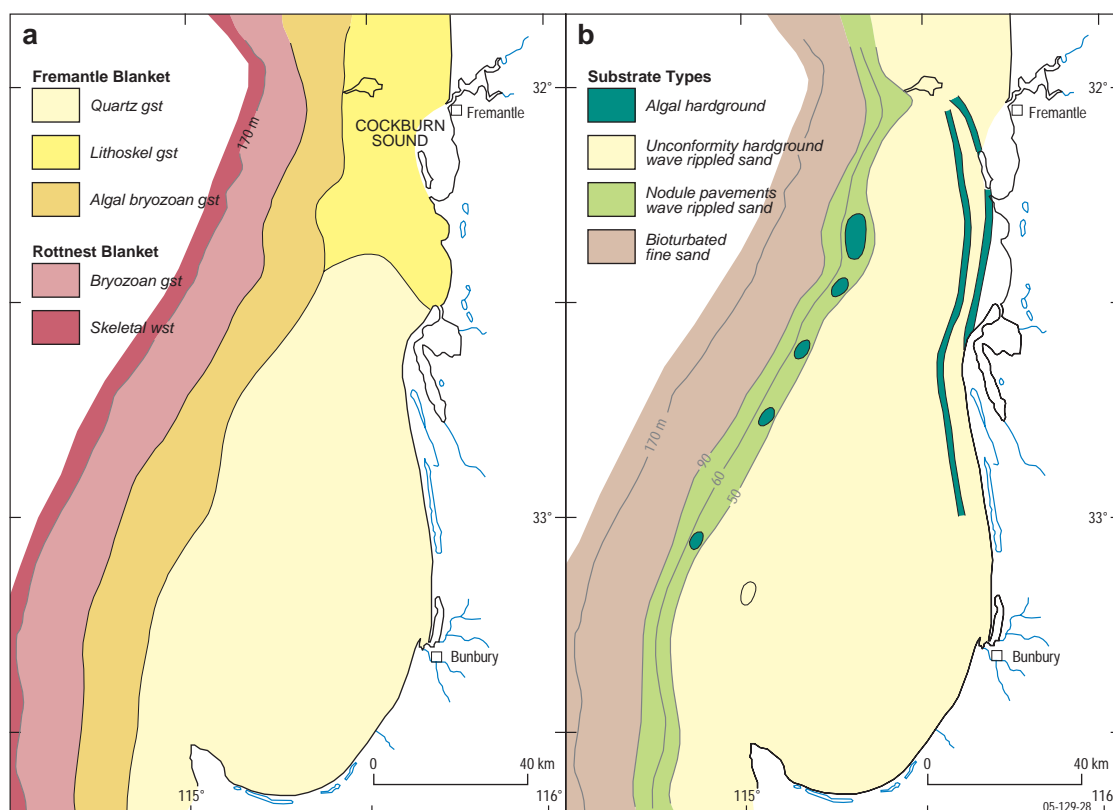 a
Fremantle Blanket
Quartz gst
Lithoskel gst
Algal bryozoan gst
Rottnest Blanket
Bryozoan gst
Skeletal wst
170 m
COCKBURN
SOUND
Fremantle
Bunbury
32°
33°
0
40 km
115°
116°
b
Substrate Types
Algal hardground
Unconformity hardground
wave rippled sand
Nodule pavements
wave rippled sand
Bioturbated
fine sand
170 m
90
60
50
Fremantle
Bunbury
32°
33°
0
40 km
115°
116
05-129-28